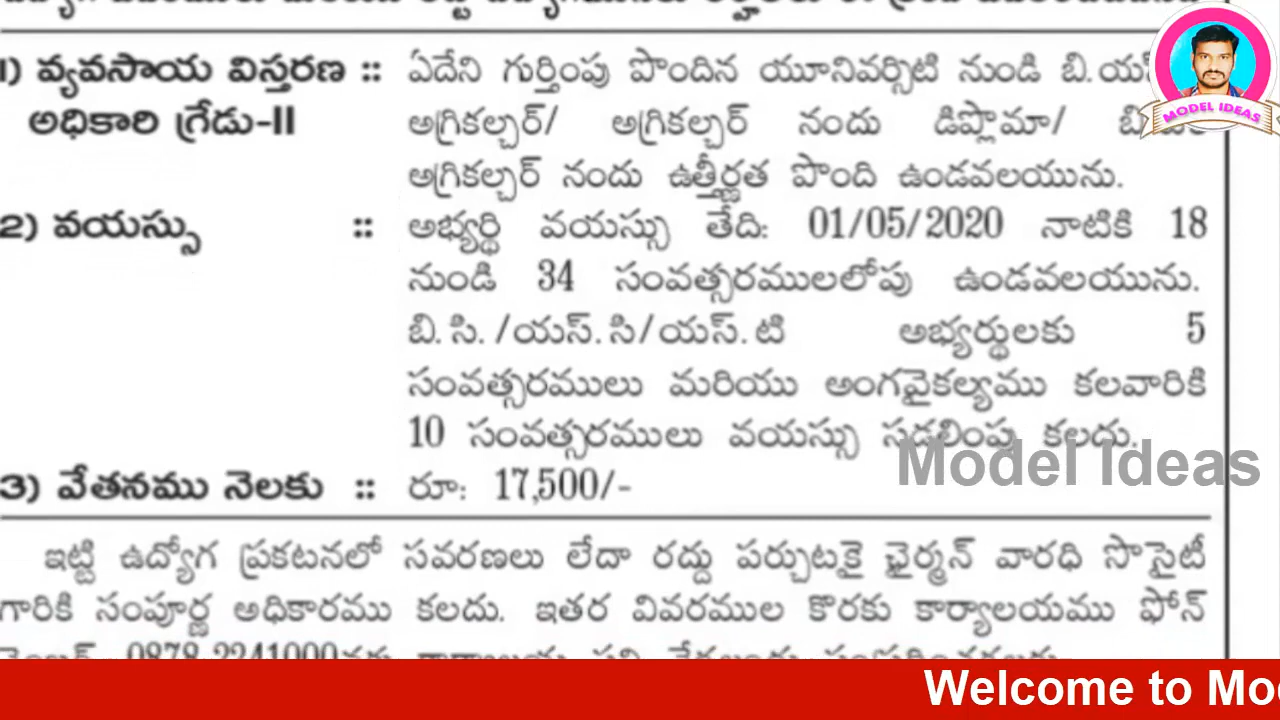 1) వ్యవసాయ విస్తరణ :: ఏదేని గుర్తింపు పొందిన యూనివర్సిటి నుండి బి.
అధికారి గ్రేడు-II అగ్రికల్చర్/ అగ్రికల్చర్ నందు డిప్లొమా/
అగ్రికల్చర్ నందు ఉత్తీర్ణత పొంది ఉండవలయును.
2) వయస్సు :: అభ్యర్థి వయస్సు తేది: 01/05/2020 నాటికి 18
నుండి 34 సంవత్సరములలోపు ఉండవలయును.
బి.సి./యస్.సి/యస్.టి అభ్యర్థులకు 5
సంవత్సరములు మరియు అంగవైకల్యము కలవారికి
10 సంవత్సరములు వయస్సు సడలింపు కలదు.
3) వేతనము నెలకు :: రూ: 17,500/-
ఇట్టి ఉద్యోగ ప్రకటనలో సవరణలు లేదా రద్దు పర్చుటకై ఛైర్మన్ వారధి సొసైటీ
గారికి సంపూర్ణ అధికారము కలదు. ఇతర వివరముల కొరకు కార్యాలయము ఫోన్
0878-2241000
MODEL IDEAS
Model Ideas
Welcome to